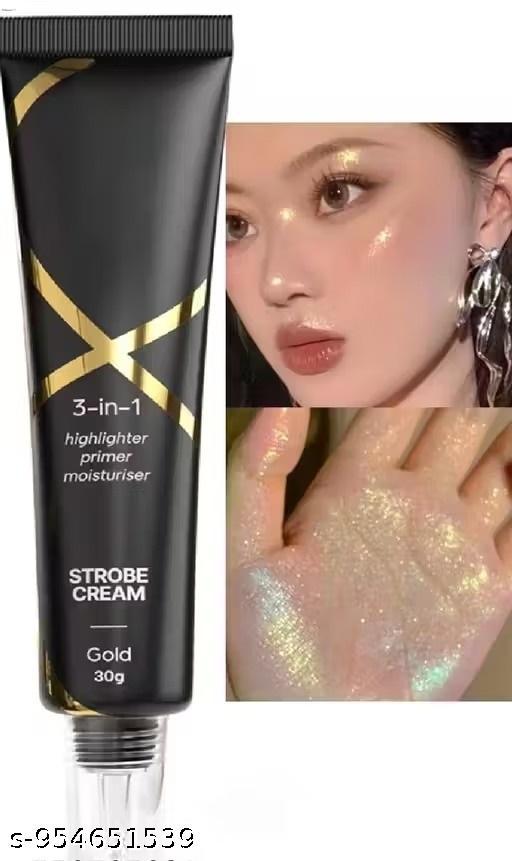 3-in-1
highlighter
primer
moisturiser
STROBE
CREAM
Gold
30g
s-954651539